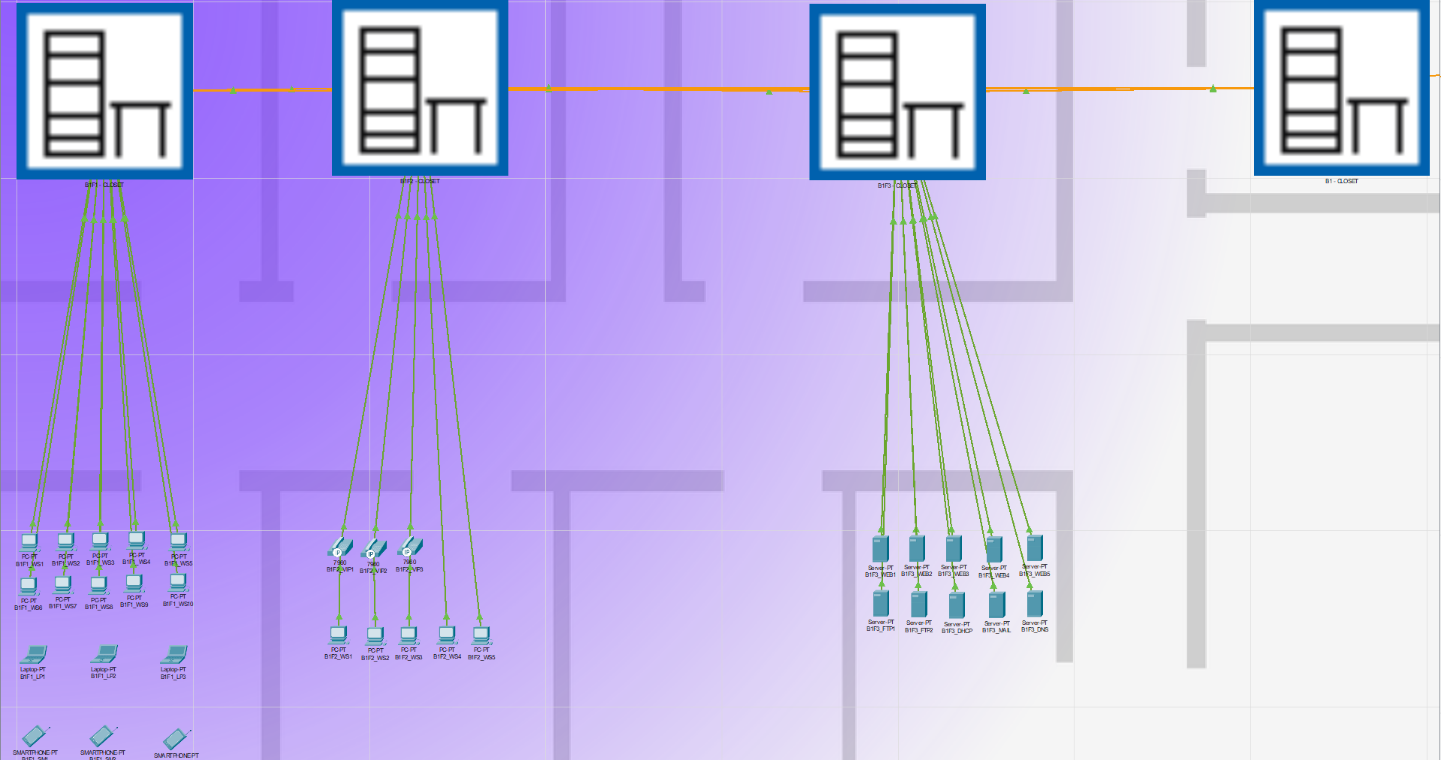 B1F1 - CLOSET
B1F2 - CLOSET
B1F3 - CLOSET
B1 - CLOSET
PC-PT
B1F1_WS1
PC-PT
B1F1_WS2
PC-PT
B1F1_WS3
PC-PT
B1F1_WS4
PC-PT
B1F1_WS5
PC-PT
B1F1_WS6
PC-PT
B1F1_WS7
PC-PT
B1F1_WS8
PC-PT
B1F1_WS9
PC-PT
B1F1_WS10
Laptop-PT
B1F1_LP1
Laptop-PT
B1F1_LP2
Laptop-PT
B1F1_LP3
SMARTPHONE-PT
SMARTPHONE-PT
SMARTPHONE-PT
IP
7960
B1F2_VIP1
IP
7960
B1F2_VIP2
IP
7960
B1F2_VIP3
PC-PT
B1F2_WS1
PC-PT
B1F2_WS2
PC-PT
B1F2_WS3
PC-PT
B1F2_WS4
PC-PT
B1F2_WS5
Server-PT
B1F3_WEB1
Server-PT
B1F3_WEB2
Server-PT
B1F3_WEB3
Server-PT
B1F3_WEB4
Server-PT
B1F3_WEB5
Server-PT
B1F3_FTP1
Server-PT
B1F3_FTP2
Server-PT
B1F3_DHCP
Server-PT
B1F3_MAIL
Server-PT
B1F3_DNS